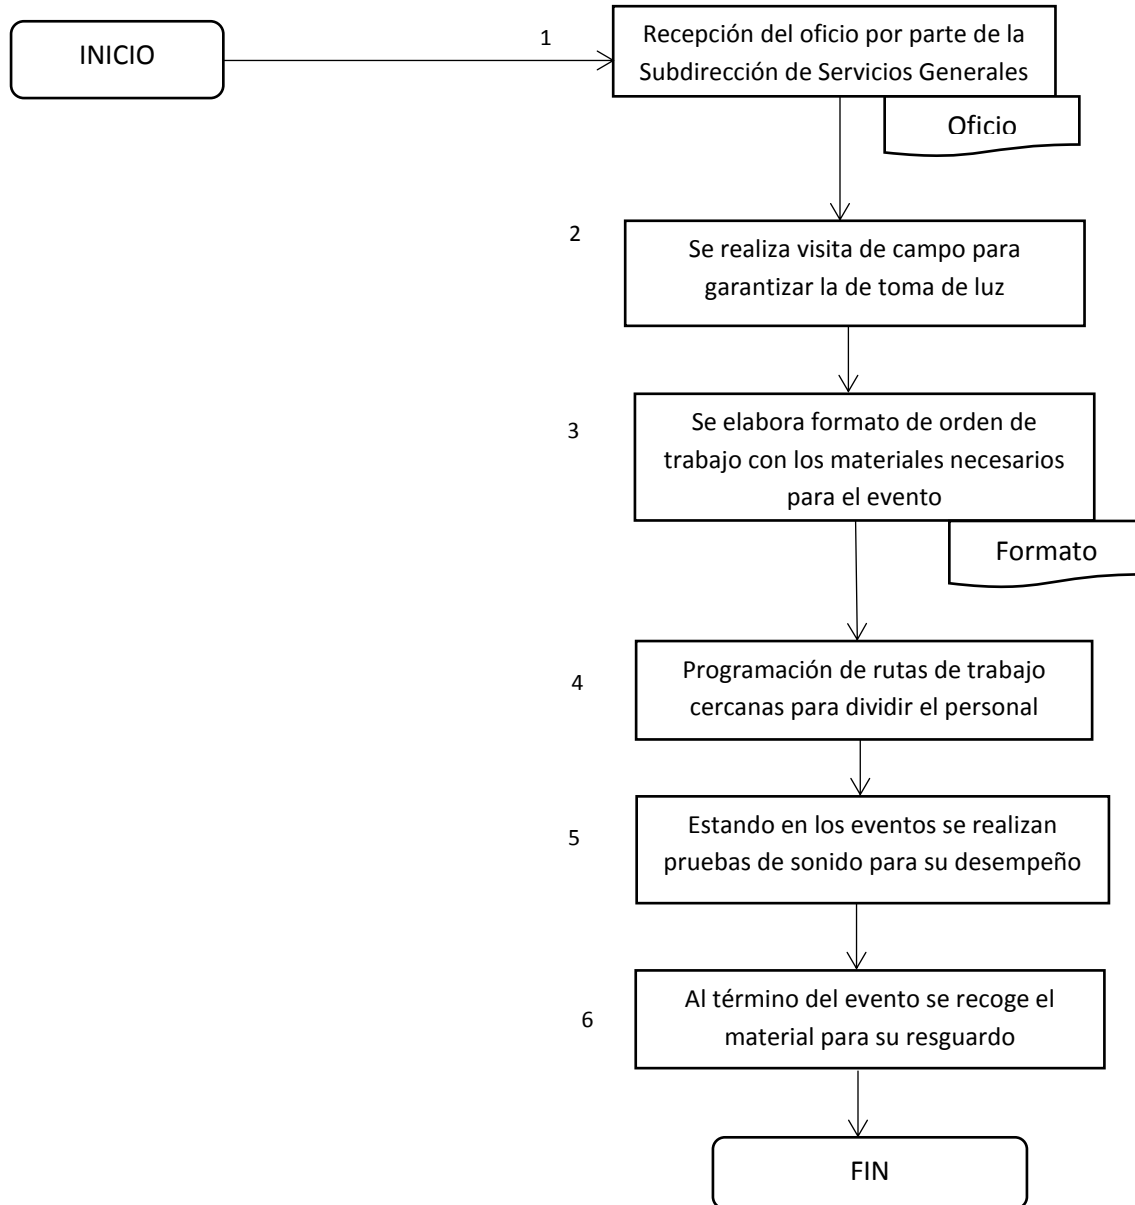 INICIO
1
Recepción del oficio por parte de la
Subdirección de Servicios Generales
Oficio
2
Se realiza visita de campo para
garantizar la de toma de luz
3
Se elabora formato de orden de
trabajo con los materiales necesarios
para el evento
Formato
4
Programación de rutas de trabajo
cercanas para dividir el personal
5
Estando en los eventos se realizan
pruebas de sonido para su desempeño
6
Al término del evento se recoge el
material para su resguardo
FIN